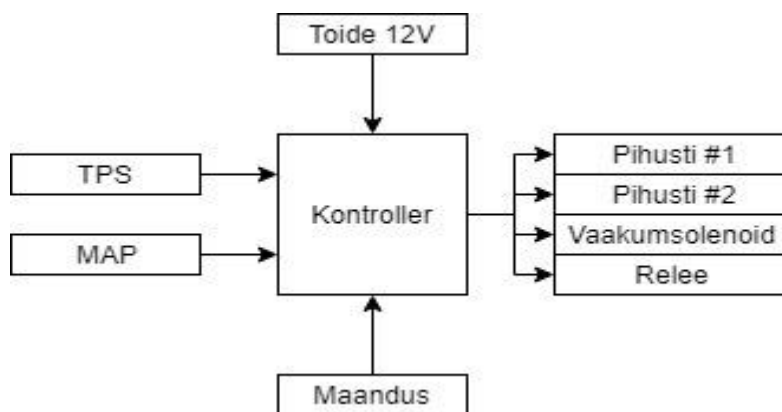 Toide 12V
TPS
MAP
Kontroller
Pihusti #1
Pihusti #2
Vaakumsolenoid
Relee
Maandus